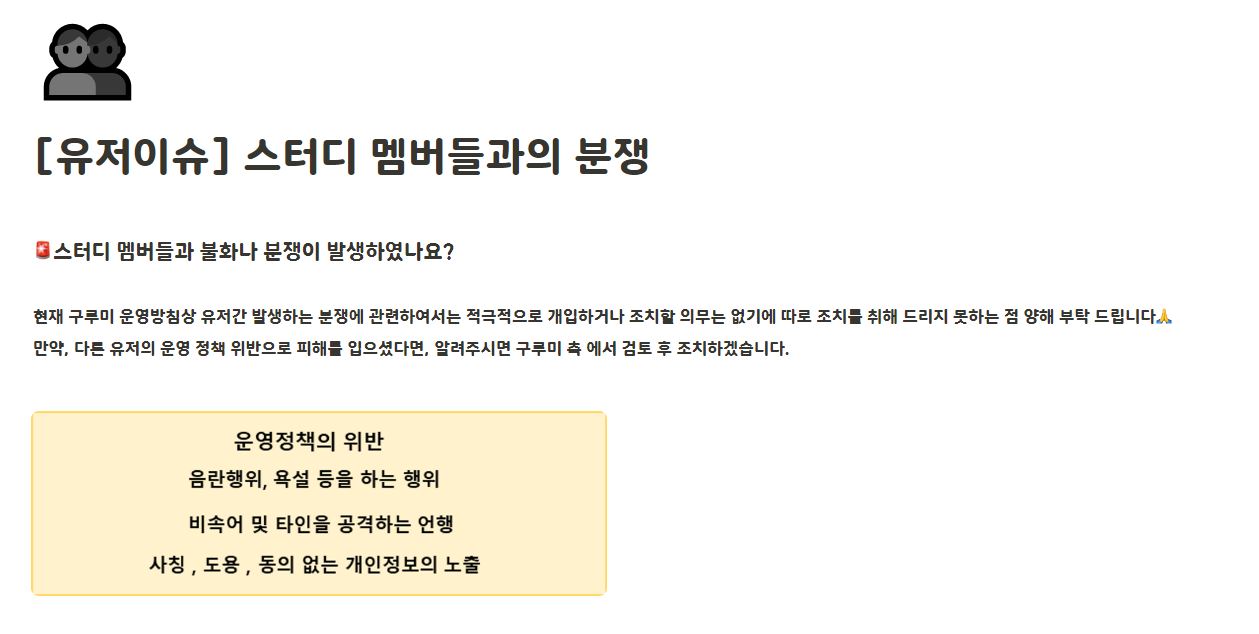 [유저이슈] 스터디 멤버들과의 분쟁
🚨스터디 멤버들과 불화나 분쟁이 발생하였나요?
현재 구루미 운영방침상 유저간 발생하는 분쟁에 관련하여서는 적극적으로 개입하거나 조치할 의무는 없기에 따로 조치를 취해 드리지 못하는 점 양해 부탁 드립니다🙏
만약, 다른 유저의 운영 정책 위반으로 피해를 입으셨다면, 알려주시면 구루미 측 에서 검토 후 조치하겠습니다.
운영정책의 위반
음란행위, 욕설 등을 하는 행위
비속어 및 타인을 공격하는 언행
사칭 , 도용 , 동의 없는 개인정보의 노출